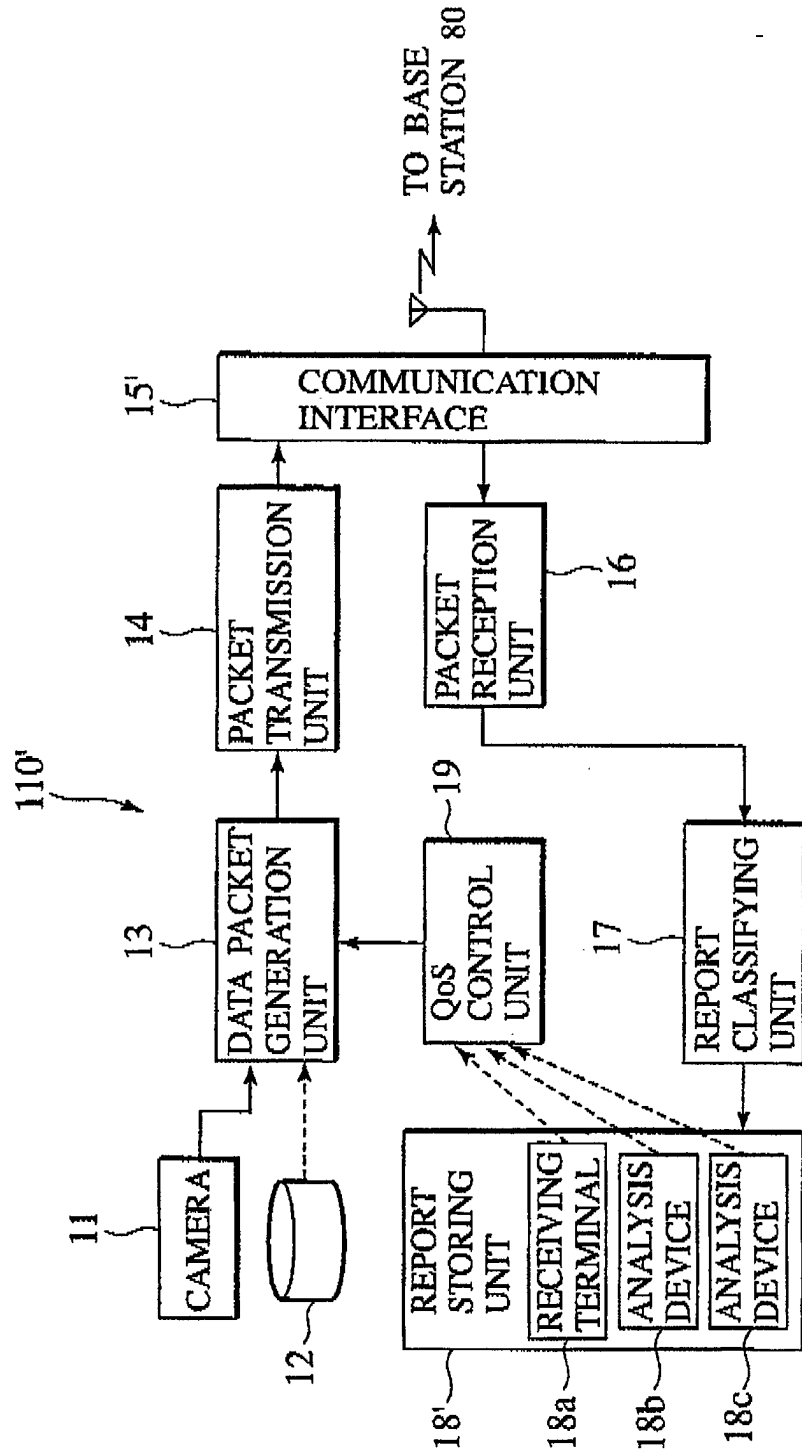 110'
11
CAMERA
12
13
DATA PACKET
GENERATION
UNIT
14
PACKET
TRANSMISSION
UNIT
15'
COMMUNICATION
INTERFACE
TO BASE
STATION 80
19
QoS
CONTROL
UNIT
PACKET
RECEPTION
UNIT
16
18'
REPORT
STORING
UNIT
18a
RECEIVING
TERMINAL
18b
ANALYSIS
DEVICE
18c
ANALYSIS
DEVICE
17
REPORT
CLASSIFYING
UNIT